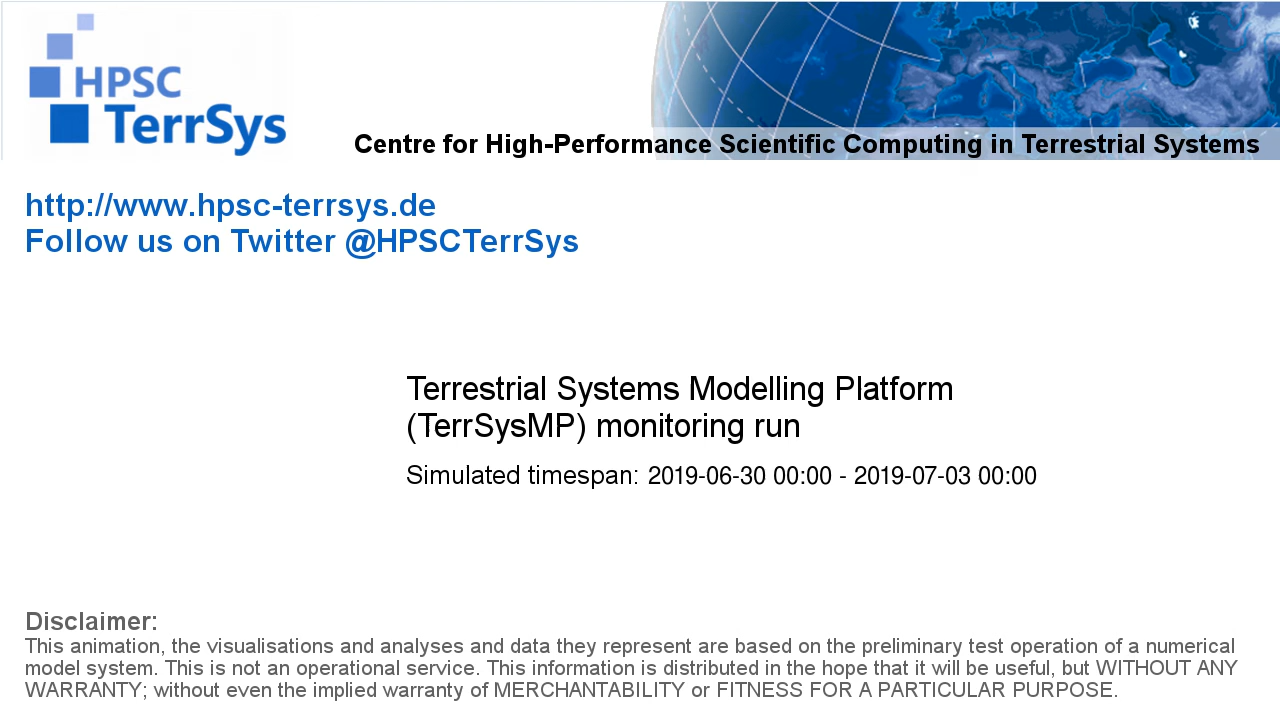 HPSC
TerrSys
Centre for High-Performance Scientific Computing in Terrestrial Systems
http://www.hpsc-terrsys.de
Follow us on Twitter @HPSCTerrSys
Terrestrial Systems Modelling Platform
(TerrSysMP) monitoring run
Simulated timespan: 2019-06-30 00:00 - 2019-07-03 00:00
Disclaimer:
This animation, the visualisations and analyses and data they represent are based on the preliminary test operation of a numerical
model system. This is not an operational service. This information is distributed in the hope that it will be useful, but WITHOUT ANY
WARRANTY; without even the implied warranty of MERCHANTABILITY or FITNESS FOR A PARTICULAR PURPOSE.